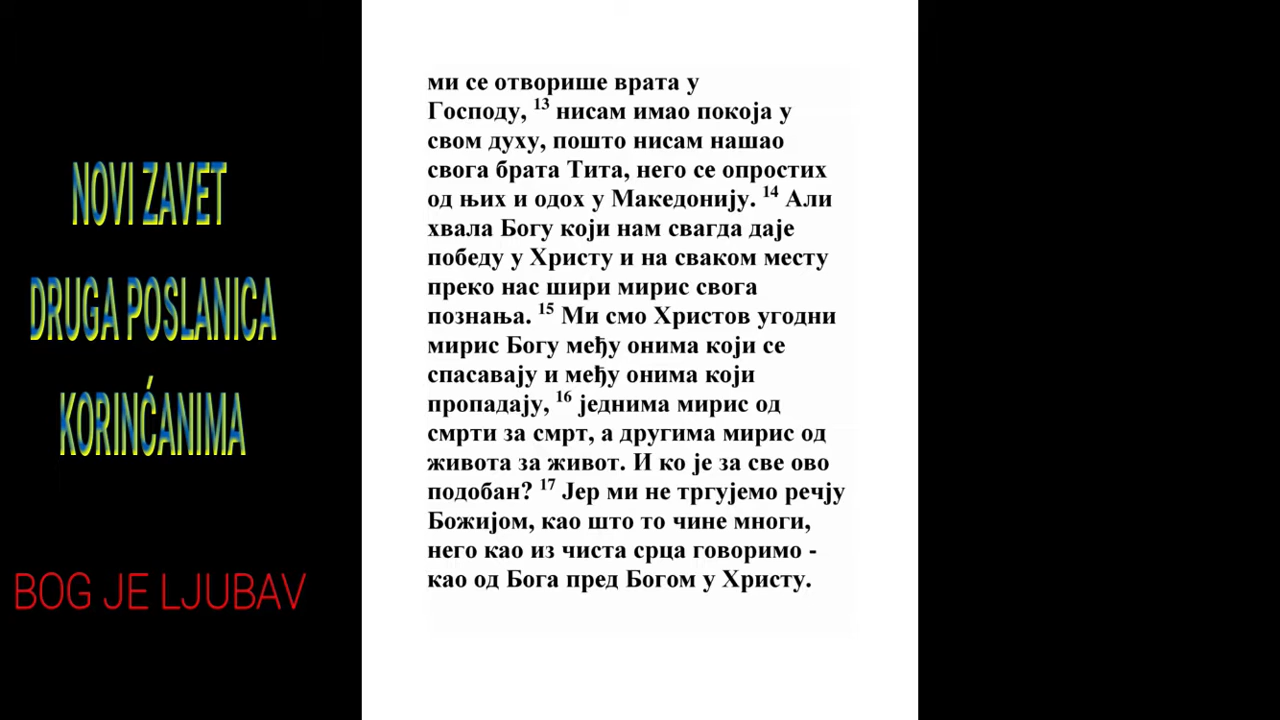 NOVI ZAVET
DRUGA POSLANICA
KORINĆANIMA
BOG JE LJUBAV
ми се отворише врата у
Господу, 13 нисам имао покоја у
свом духу, пошто нисам нашао
свога брата Тита, него се опростих
од њих и одох у Македонију. 14 Али
хвала Богу који нам свагда даје
победу у Христу и на сваком месту
преко нас шири мирис свога
познања. 15 Ми смо Христов угодни
мирис Богу међу онима који се
спасавају и међу онима који
пропадају, 16 једнима мирис од
смрти за смрт, а другима мирис од
живота за живот. И ко је за све ово
подобан? 17 Јер ми не тргујемо речју
Божијом, као што то чине многи,
него као из чиста срца говоримо -
као од Бога пред Богом у Христу.